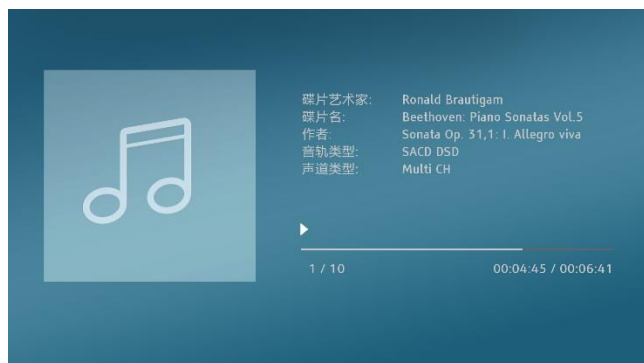 碟片艺术家: Ronald Brautigam
碟片名: Beethoven: Piano Sonatas Vol.5
作者: Sonata Op. 31,1: I. Allegro viva
音轨类型: SACD DSD
声道类型: Multi CH
1 / 10 00:04:45 / 00:06:41